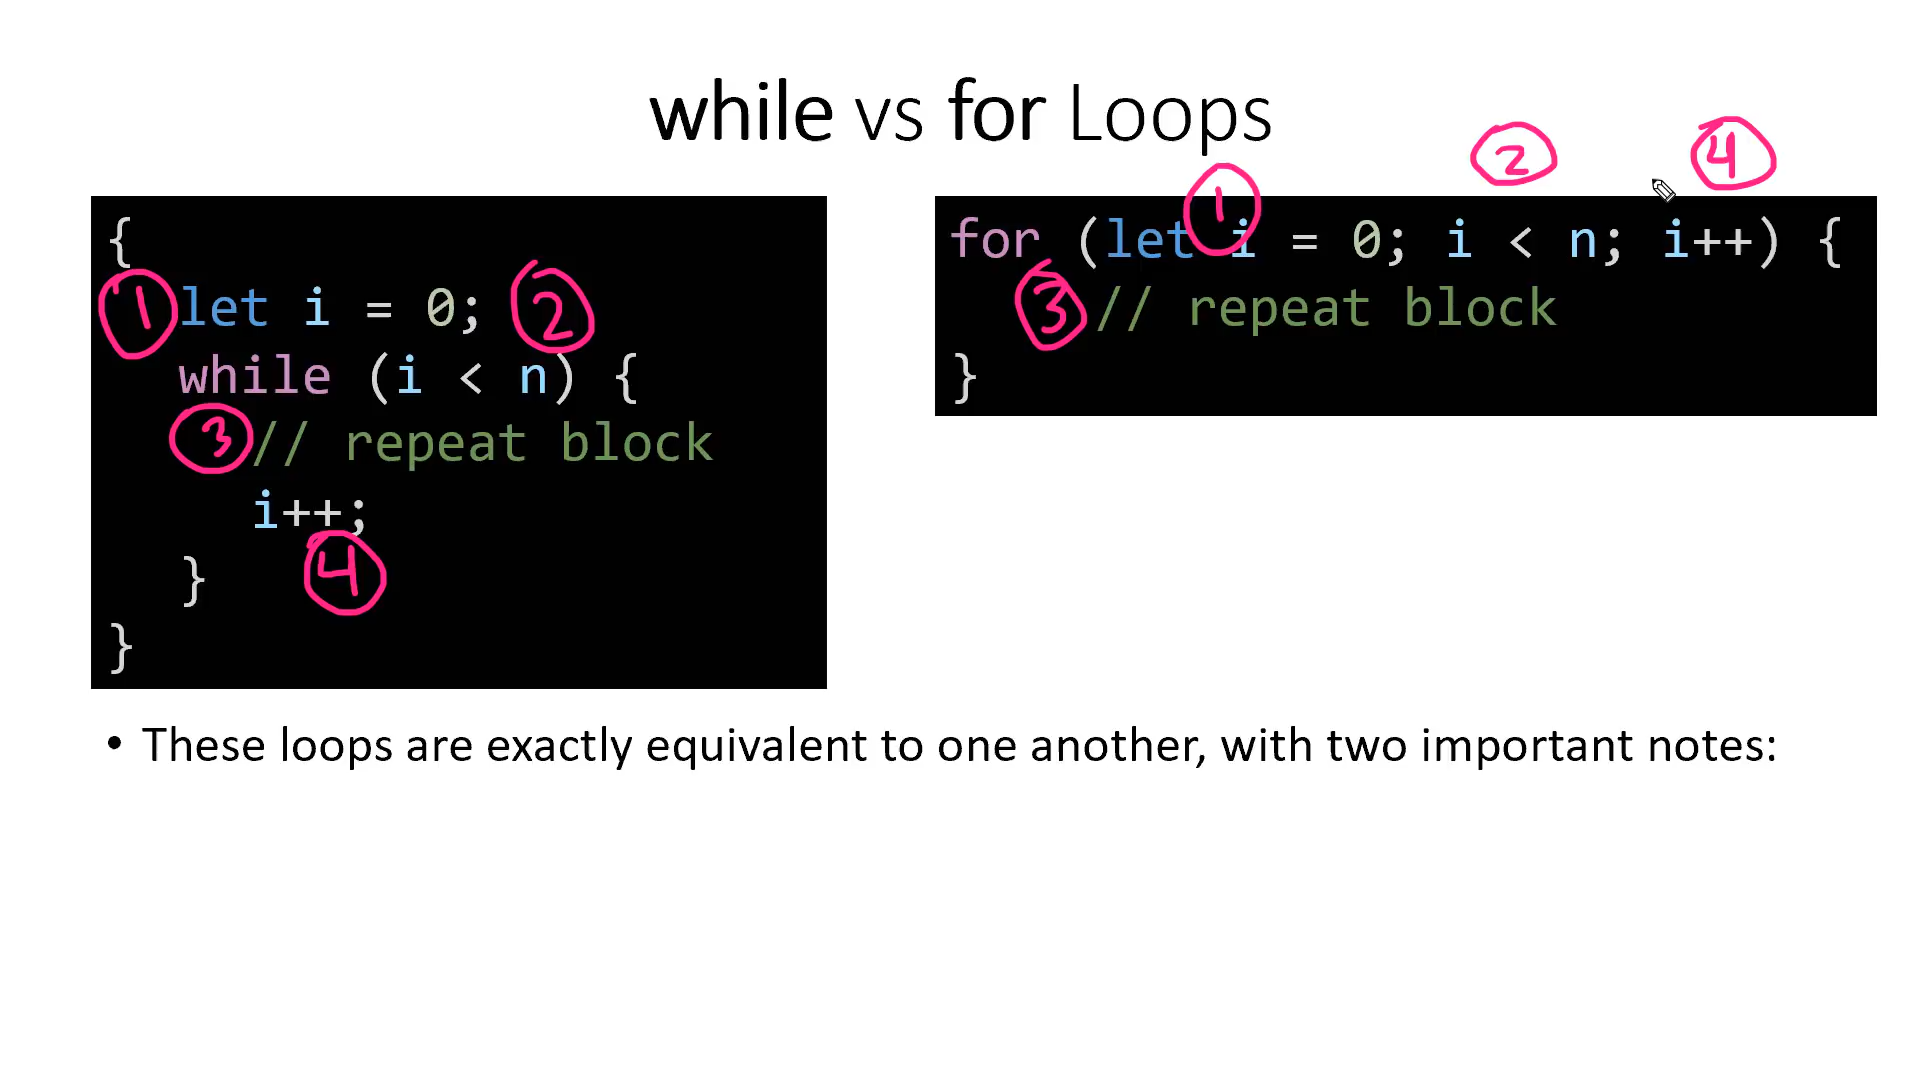 while vs for Loops
{
① let i = 0; ②
while (i < n) {
③ // repeat block
i++;
} ④
}
② ④
①
for (let i = 0; i < n; i++) {
③ // repeat block
}
• These loops are exactly equivalent to one another, with two important notes: